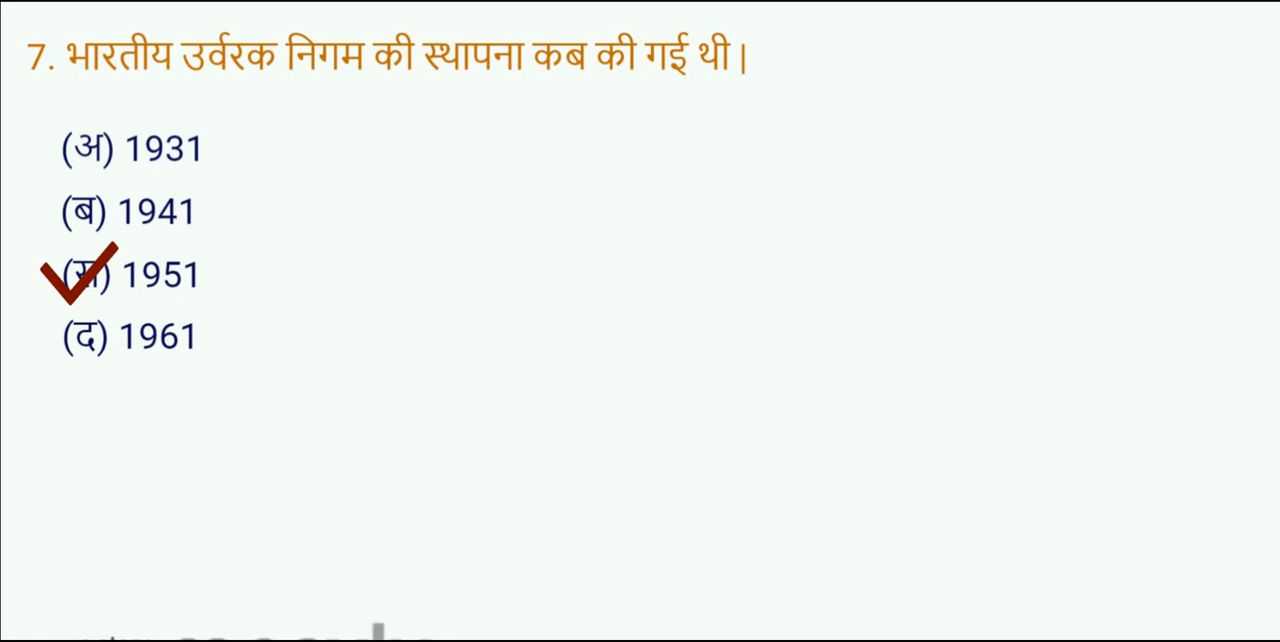 7. भारतीय उर्वरक निगम की स्थापना कब की गई थी |
(अ) 1931
(ब) 1941
(स) 1951
(द) 1961